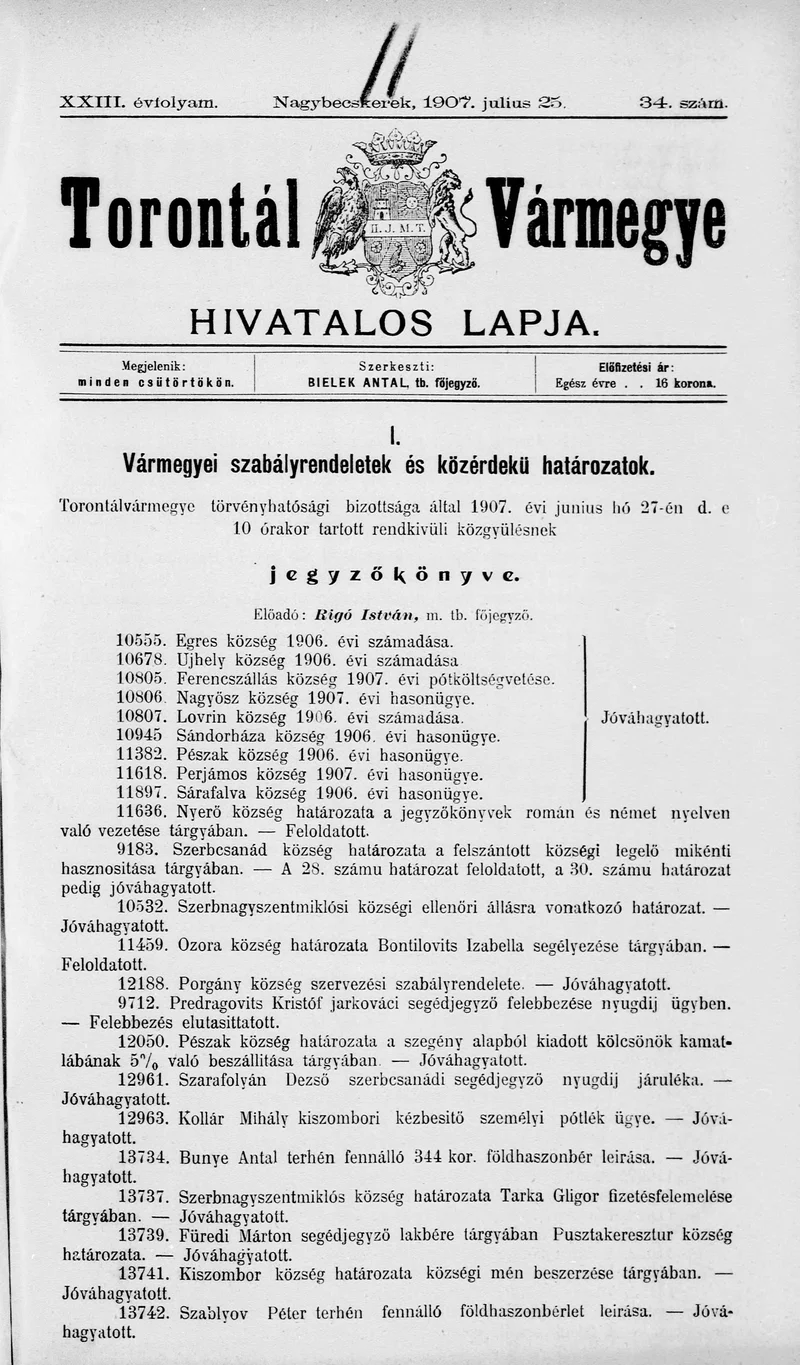 XXIII. évfolyam. Nagybecskerek, 1907. julius 25. 34. szám.
Torontál Vármegye
II. J. M. T.
HIVATALOS LAPJA.
Megjelenik: Szerkeszti: Előfizetési ár:
minden csütörtökön. BIELEK ANTAL, tb. főjegyző. Egész évre . . 16 korona.
I.
Vármegyei szabályrendeletek és közérdekü határozatok.
Torontálvármegye törvényhatósági bizottsága által 1907. évi junius hó 27-én d. e
10 órakor tartott rendkivüli közgyülésnek
jegyzőkönyve.
Előadó: Rigó István, m. tb. főjegyző.
10555. Egres község 1906. évi számadása.
10678. Ujhely község 1906. évi számadása
10805. Ferencszállás község 1907. évi pótköltségvetése.
10806. Nagyősz község 1907. évi hasonügye.
10807. Lovrin község 1906. évi számadása. Jóváhagyatott.
10945 Sándorháza község 1906. évi hasonügye.
11382. Pészak község 1906. évi hasonügye.
11618. Perjámos község 1907. évi hasonügye.
11897. Sárafalva község 1906. évi hasonügye.
11636. Nyerő község határozata a jegyzőkönyvek román és német nyelven
való vezetése tárgyában. — Feloldatott.
9183. Szerbcsanád község határozata a felszántott községi legelő mikénti
hasznositása tárgyában. — A 28. számu határozat feloldatott, a 30. számu határozat
pedig jóváhagyatott.
10532. Szerbnagyszentmiklósi községi ellenőri állásra vonatkozó határozat. —
Jóváhagyatott.
11459. Ozora község határozata Bontilovits Izabella segélyezése tárgyában. —
Feloldatott.
12188. Porgány község szervezési szabályrendelete. — Jóváhagyatott.
9712. Predragovits Kristóf jarkováci segédjegyző felebbezése nyugdij ügyben.
— Felebbezés elutasittatott.
12050. Pészak község határozata a szegény alapból kiadott kölcsönök kamat-
lábának 5% való beszállitása tárgyában. — Jóváhagyatott.
12961. Szarafolyán Dezső szerbcsanádi segédjegyző nyugdij járuléka. —
Jóváhagyatott.
12963. Kollár Mihály kiszombori kézbesitő személyi pótlék ügye. — Jóvá-
hagyatott.
13734. Bunye Antal terhén fennálló 344 kor. földhaszonbér leirása. — Jóvá-
hagyatott.
13737. Szerbnagyszentmiklós község határozata Tarka Gligor fizetésfelemelése
tárgyában. — Jóváhagyatott.
13739. Füredi Márton segédjegyző lakbére tárgyában Pusztakeresztur község
határozata. — Jóváhagyatott.
13741. Kiszombor község határozata községi mén beszerzése tárgyában. —
Jóváhagyatott.
13742. Szablyov Péter terhén fennálló földhaszonbérlet leirása. — Jóvá-
hagyatott.